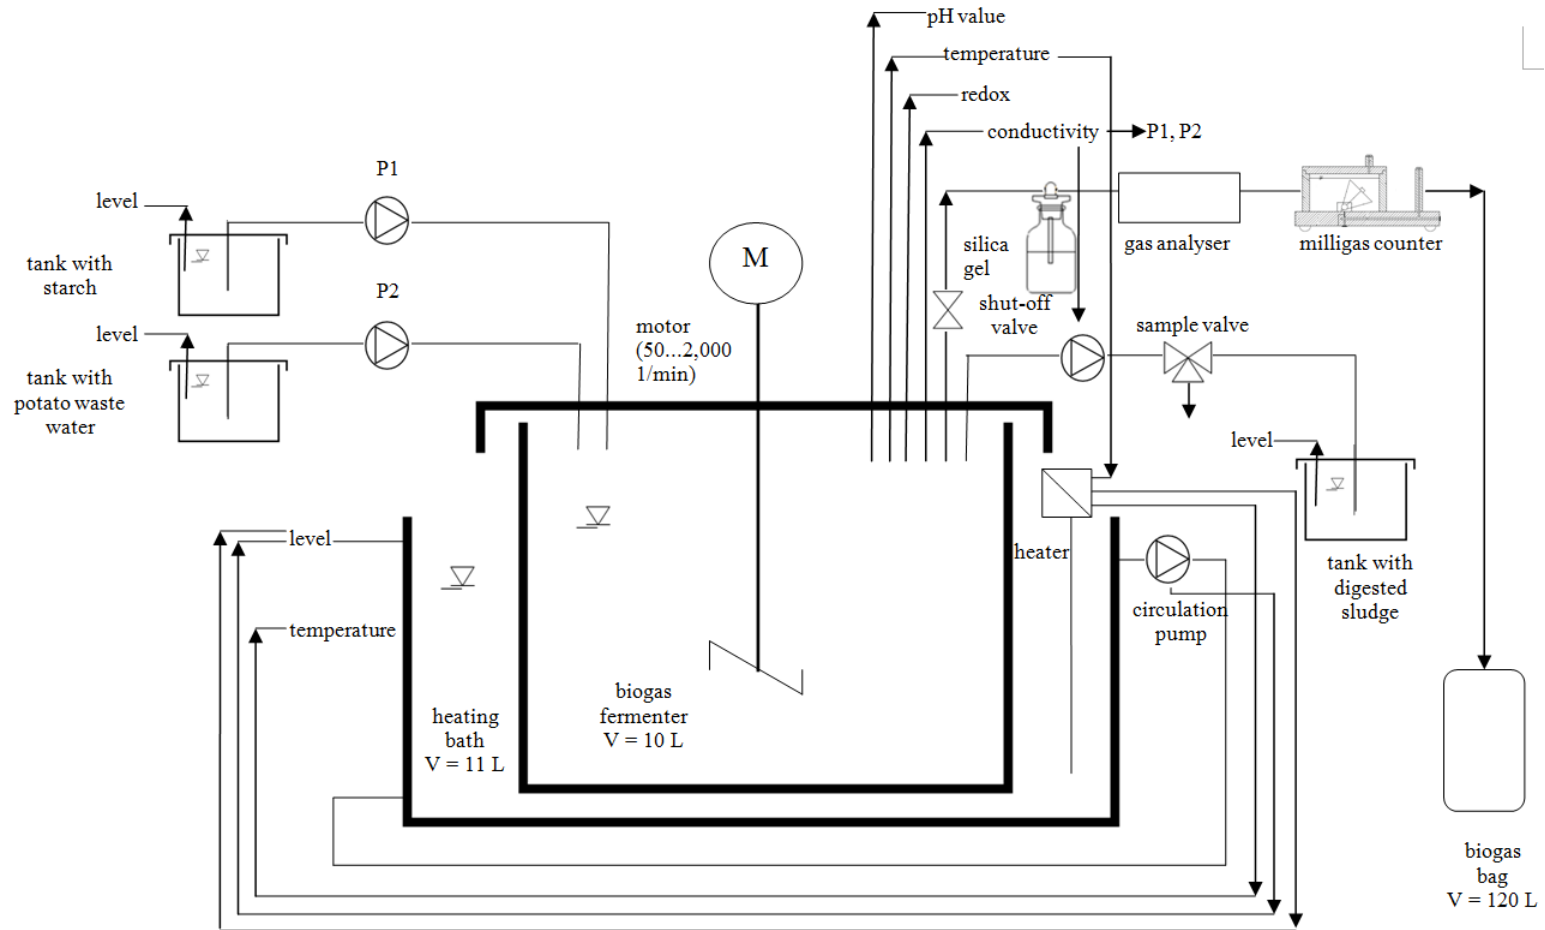 pH value
temperature
redox
conductivity
P1, P2
P1
level
tank with
starch
P2
level
tank with
potato waste
water
M
motor
(50...2,000
1/min)
silica
gel
gas analyser
milligas counter
shut-off
valve
sample valve
level
tank with
digested
sludge
heater
circulation
pump
level
temperature
heating
bath
V = 11 L
biogas
fermenter
V = 10 L
biogas
bag
V = 120 L